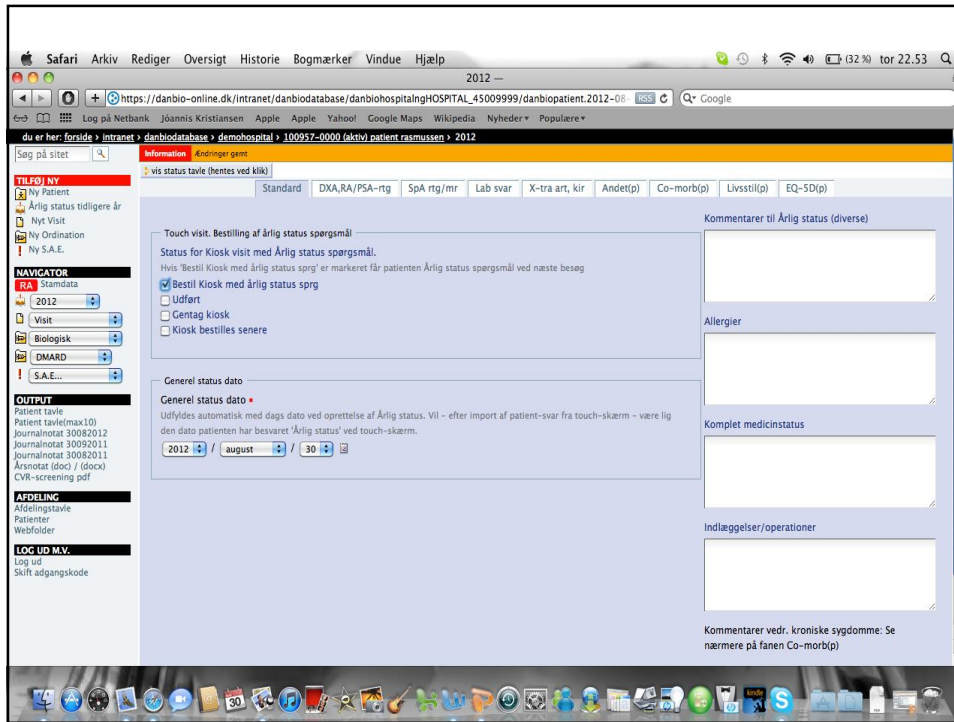 Safari Arkiv Rediger Oversigt Historie Bogmærker Vindue Hjælp (32 %) tor 22.53
2012 —
https://danbio-online.dk/intranet/danbiodatabase/danbiohospitalngHOSPITAL_45009999/danbiopatient.2012-08- RSS Google
Log på Netbank Jóannis Kristiansen Apple Apple Yahoo! Google Maps Wikipedia Nyheder Populære
du er her: forside > intranet > danbiodatabase > demohospital > 100957-0000 (aktiv) patient rasmussen > 2012
Søg på sitet
Information Ændringer gemt
vis status tavle (hentes ved klik)
Standard DXA,RA/PSA-rtg SpA rtg/mr Lab svar X-tra art, kir Andet(p) Co-morb(p) Livsstil(p) EQ-5D(p)
TILFØJ NY
Ny Patient
Årlig status tidligere år
Nyt Visit
Ny Ordination
Ny S.A.E.
NAVIGATOR
RA Stamdata
2012
Visit
Biologisk
DMARD
S.A.E...
OUTPUT
Patient tavle
Patient tavle(max10)
Journalnotat 30082012
Journalnotat 30092011
Journalnotat 30082011
Årsnotat (doc) / (docx)
CVR-screening pdf
AFDELING
Afdelingstavle
Patienter
Webfolder
LOG UD M.V.
Log ud
Skift adgangskode
Touch visit. Bestilling af årlig status spørgsmål
Status for Kiosk visit med Årlig status spørgsmål.
Hvis 'Bestil Kiosk med årlig status sprg' er markeret får patienten Årlig status spørgsmål ved næste besøg
Bestil Kiosk med årlig status sprg
Udført
Gentag kiosk
Kiosk bestilles senere
Generel status dato
Generel status dato
Udfyldes automatisk med dags dato ved oprettelse af Årlig status. Vil - efter import af patient-svar fra touch-skærm - være lig
den dato patienten har besvaret 'Årlig status' ved touch-skærm.
2012 / august / 30
Kommentarer til Årlig status (diverse)
Allergier
Komplet medicinstatus
Indlæggelser/operationer
Kommentarer vedr. kroniske sygdomme: Se
nærmere på fanen Co-morb(p)
30
kindle